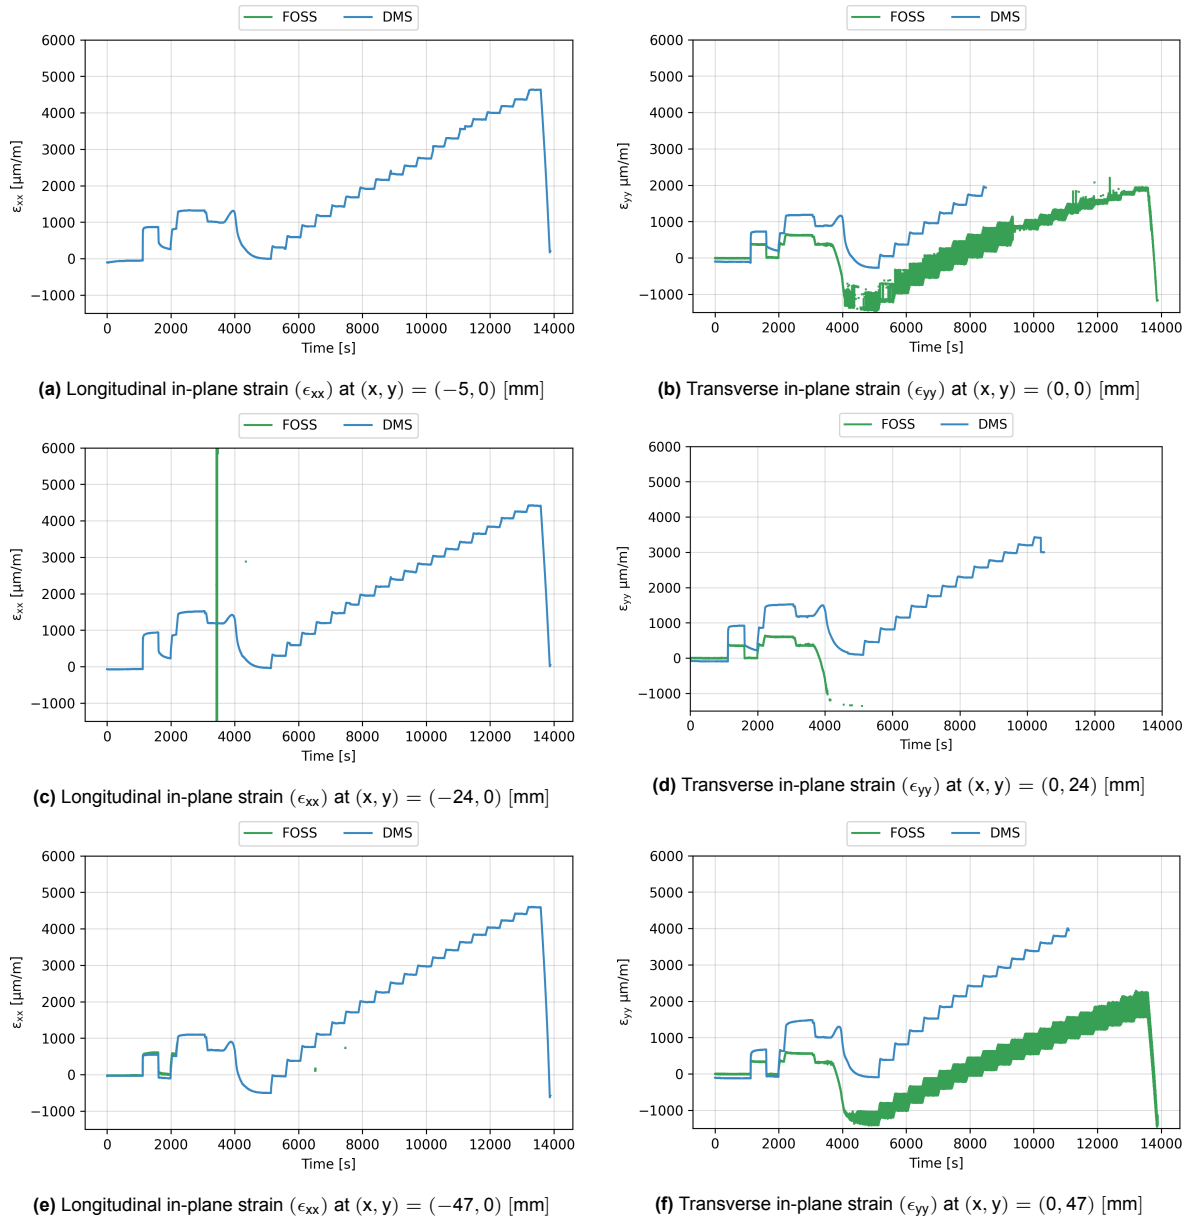 FOSS DMS
6000
5000
4000
3000
2000
1000
0
−1000
εxx [μm/m]
0 2000 4000 6000 8000 10000 12000 14000
Time [s]
(a) Longitudinal in-plane strain (ϵxx) at (x, y) = (−5, 0) [mm]
FOSS DMS
6000
5000
4000
3000
2000
1000
0
−1000
εyy μm/m]
0 2000 4000 6000 8000 10000 12000 14000
Time [s]
(b) Transverse in-plane strain (ϵyy) at (x, y) = (0, 0) [mm]
FOSS DMS
6000
5000
4000
3000
2000
1000
0
−1000
εxx [μm/m]
0 2000 4000 6000 8000 10000 12000 14000
Time [s]
(c) Longitudinal in-plane strain (ϵxx) at (x, y) = (−24, 0) [mm]
FOSS DMS
6000
5000
4000
3000
2000
1000
0
−1000
εyy μm/m]
0 2000 4000 6000 8000 10000 12000 14000
Time [s]
(d) Transverse in-plane strain (ϵyy) at (x, y) = (0, 24) [mm]
FOSS DMS
6000
5000
4000
3000
2000
1000
0
−1000
εxx [μm/m]
0 2000 4000 6000 8000 10000 12000 14000
Time [s]
(e) Longitudinal in-plane strain (ϵxx) at (x, y) = (−47, 0) [mm]
FOSS DMS
6000
5000
4000
3000
2000
1000
0
−1000
εyy μm/m]
0 2000 4000 6000 8000 10000 12000 14000
Time [s]
(f) Transverse in-plane strain (ϵyy) at (x, y) = (0, 47) [mm]